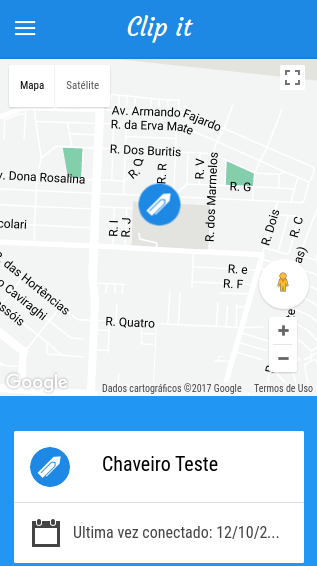 Clip it
Mapa Satélite
Av. Armando Fajardo
R. da Erva Mate
R. Dos Buritis
R. Q
R. R
R. V
v. Dona Rosalina
R. G
R. dos Marmelos
colari
R. I
R. J
R. Dois
R. C
as)
R. das Hortências
o Caviraghi
ssóis
R. e
R. F
R. Quatro
Google
Dados cartográficos ©2017 Google Termos de Uso
Chaveiro Teste
Ultima vez conectado: 12/10/2...